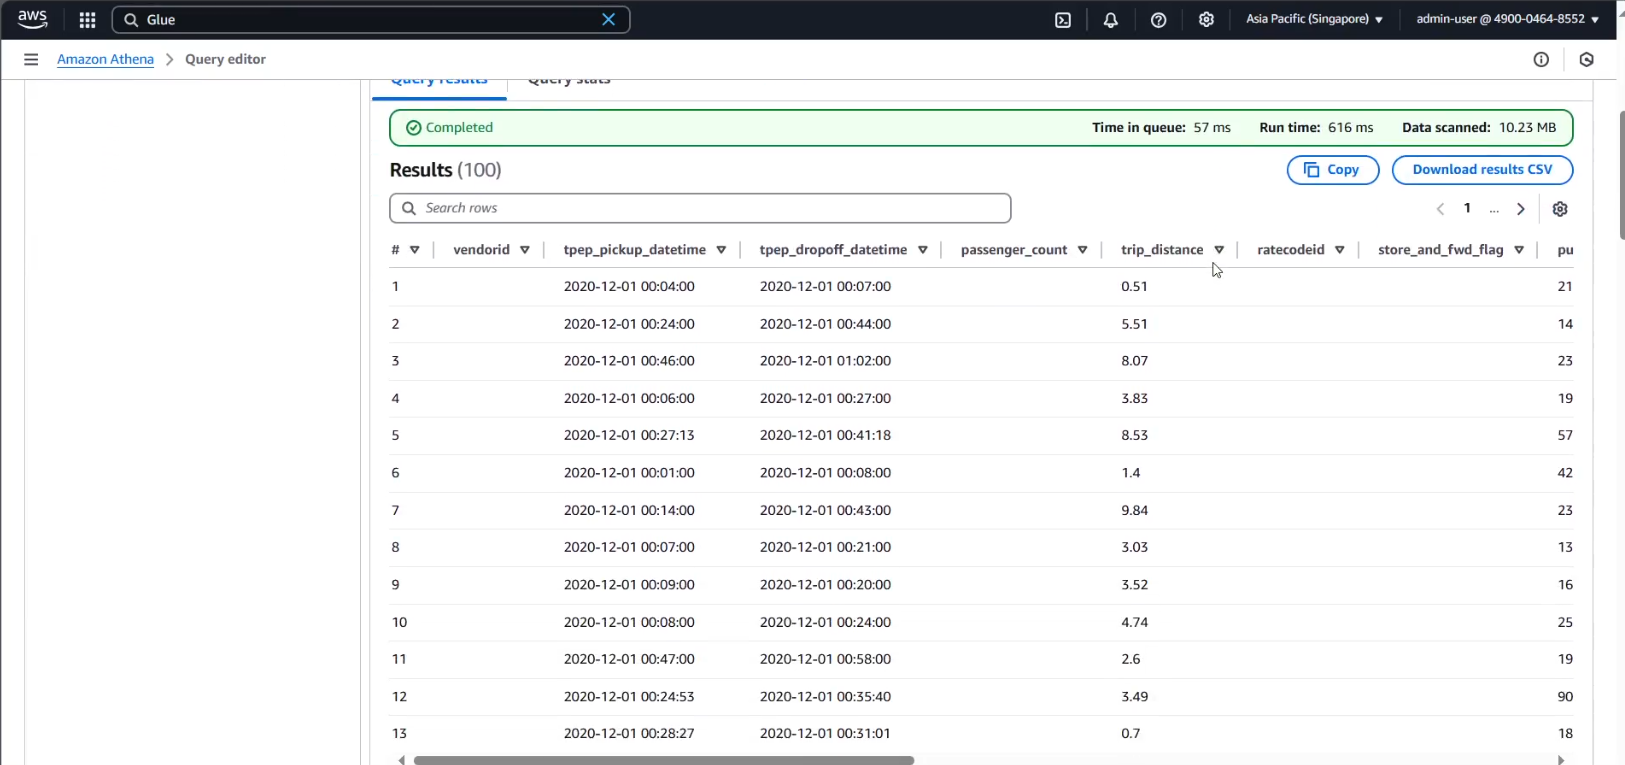 aws Glue Asia Pacific (Singapore) admin-user @ 4900-0464-8552
Amazon Athena Query editor
Query results Query stats
Completed Time in queue: 57 ms Run time: 616 ms Data scanned: 10.23 MB
Results (100) Copy Download results CSV
Search rows 1 ...
# vendorid tpep_pickup_datetime tpep_dropoff_datetime passenger_count trip_distance ratecodeid store_and_fwd_flag pu
1 2020-12-01 00:04:00 2020-12-01 00:07:00 0.51 21
2 2020-12-01 00:24:00 2020-12-01 00:44:00 5.51 14
3 2020-12-01 00:46:00 2020-12-01 01:02:00 8.07 23
4 2020-12-01 00:06:00 2020-12-01 00:27:00 3.83 19
5 2020-12-01 00:27:13 2020-12-01 00:41:18 8.53 57
6 2020-12-01 00:01:00 2020-12-01 00:08:00 1.4 42
7 2020-12-01 00:14:00 2020-12-01 00:43:00 9.84 23
8 2020-12-01 00:07:00 2020-12-01 00:21:00 3.03 13
9 2020-12-01 00:09:00 2020-12-01 00:20:00 3.52 16
10 2020-12-01 00:08:00 2020-12-01 00:24:00 4.74 25
11 2020-12-01 00:47:00 2020-12-01 00:58:00 2.6 19
12 2020-12-01 00:24:53 2020-12-01 00:35:40 3.49 90
13 2020-12-01 00:28:27 2020-12-01 00:31:01 0.7 18